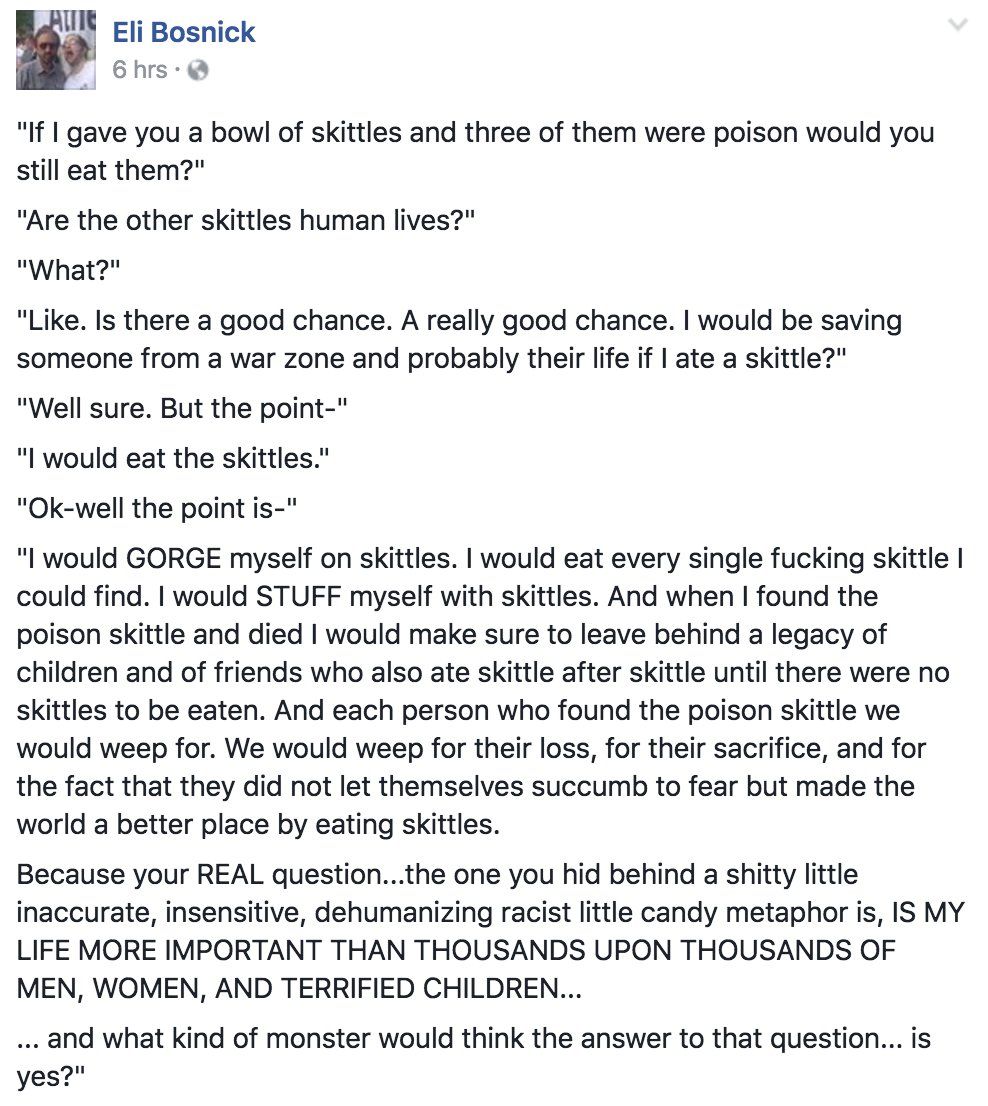 Eli Bosnick
6 hrs ·
"If I gave you a bowl of skittles and three of them were poison would you
still eat them?"
"Are the other skittles human lives?"
"What?"
"Like. Is there a good chance. A really good chance. I would be saving
someone from a war zone and probably their life if I ate a skittle?"
"Well sure. But the point-"
"I would eat the skittles."
"Ok-well the point is-"
"I would GORGE myself on skittles. I would eat every single fucking skittle I
could find. I would STUFF myself with skittles. And when I found the
poison skittle and died I would make sure to leave behind a legacy of
children and of friends who also ate skittle after skittle until there were no
skittles to be eaten. And each person who found the poison skittle we
would weep for. We would weep for their loss, for their sacrifice, and for
the fact that they did not let themselves succumb to fear but made the
world a better place by eating skittles.
Because your REAL question...the one you hid behind a shitty little
inaccurate, insensitive, dehumanizing racist little candy metaphor is, IS MY
LIFE MORE IMPORTANT THAN THOUSANDS UPON THOUSANDS OF
MEN, WOMEN, AND TERRIFIED CHILDREN...
... and what kind of monster would think the answer to that question... is
yes?"